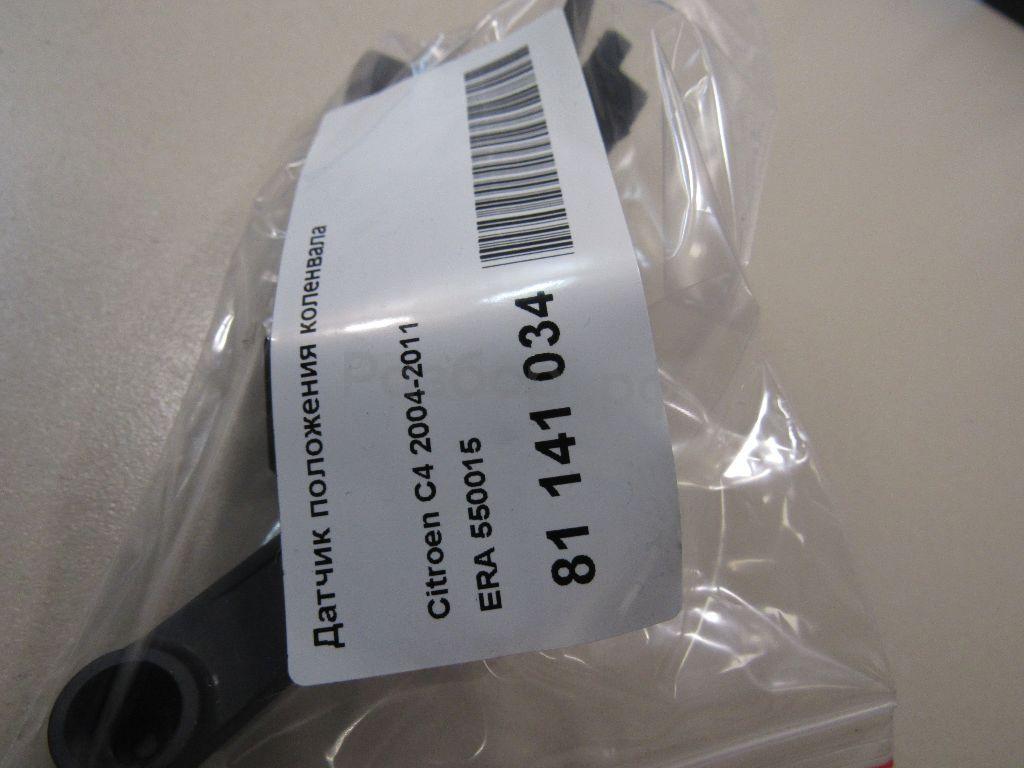 Датчик положения коленвала
Citroen C4 2004-2011
ERA 550015
81 141 034